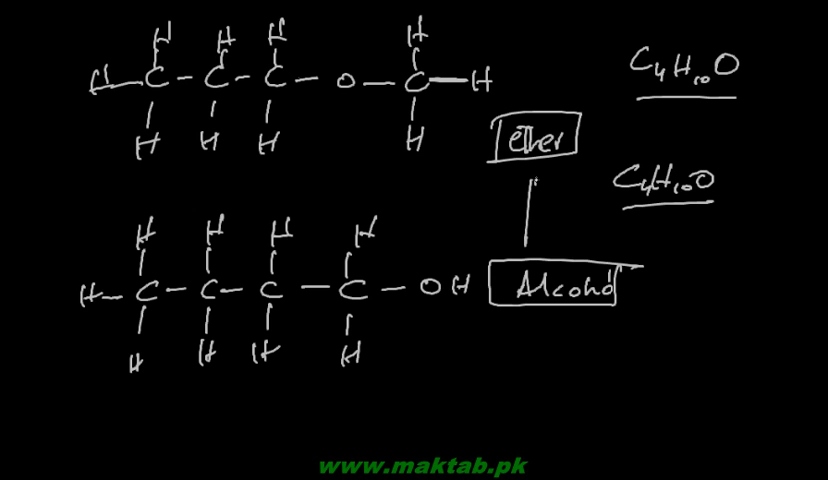 H H H H
H - C - C - C - O - C - H
H H H H
C4H10O
ether
C4H10O
H H H H
H - C - C - C - C - OH
H H H H
Alcohol
www.maktab.pk